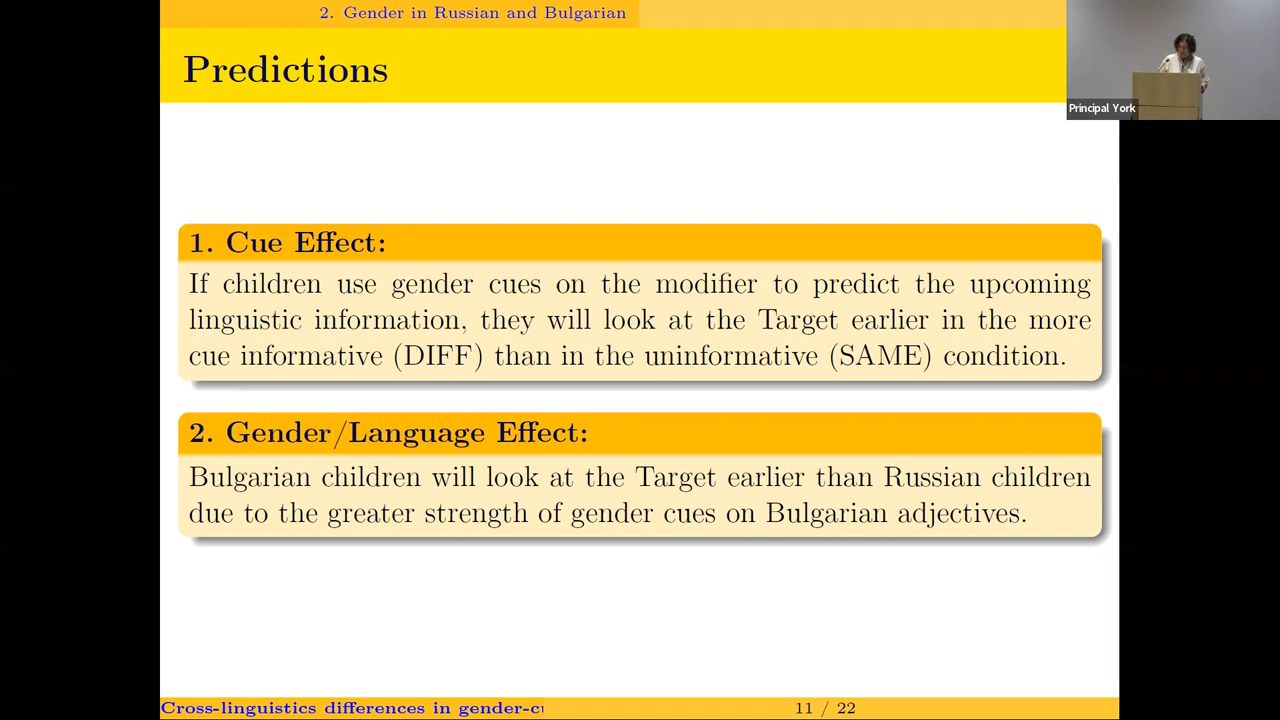 2. Gender in Russian and Bulgarian
Predictions
Principal York
1. Cue Effect:
If children use gender cues on the modifier to predict the upcoming
linguistic information, they will look at the Target earlier in the more
cue informative (DIFF) than in the uninformative (SAME) condition.
2. Gender/Language Effect:
Bulgarian children will look at the Target earlier than Russian children
due to the greater strength of gender cues on Bulgarian adjectives.
Cross-linguistics differences in gender-c
11 / 22